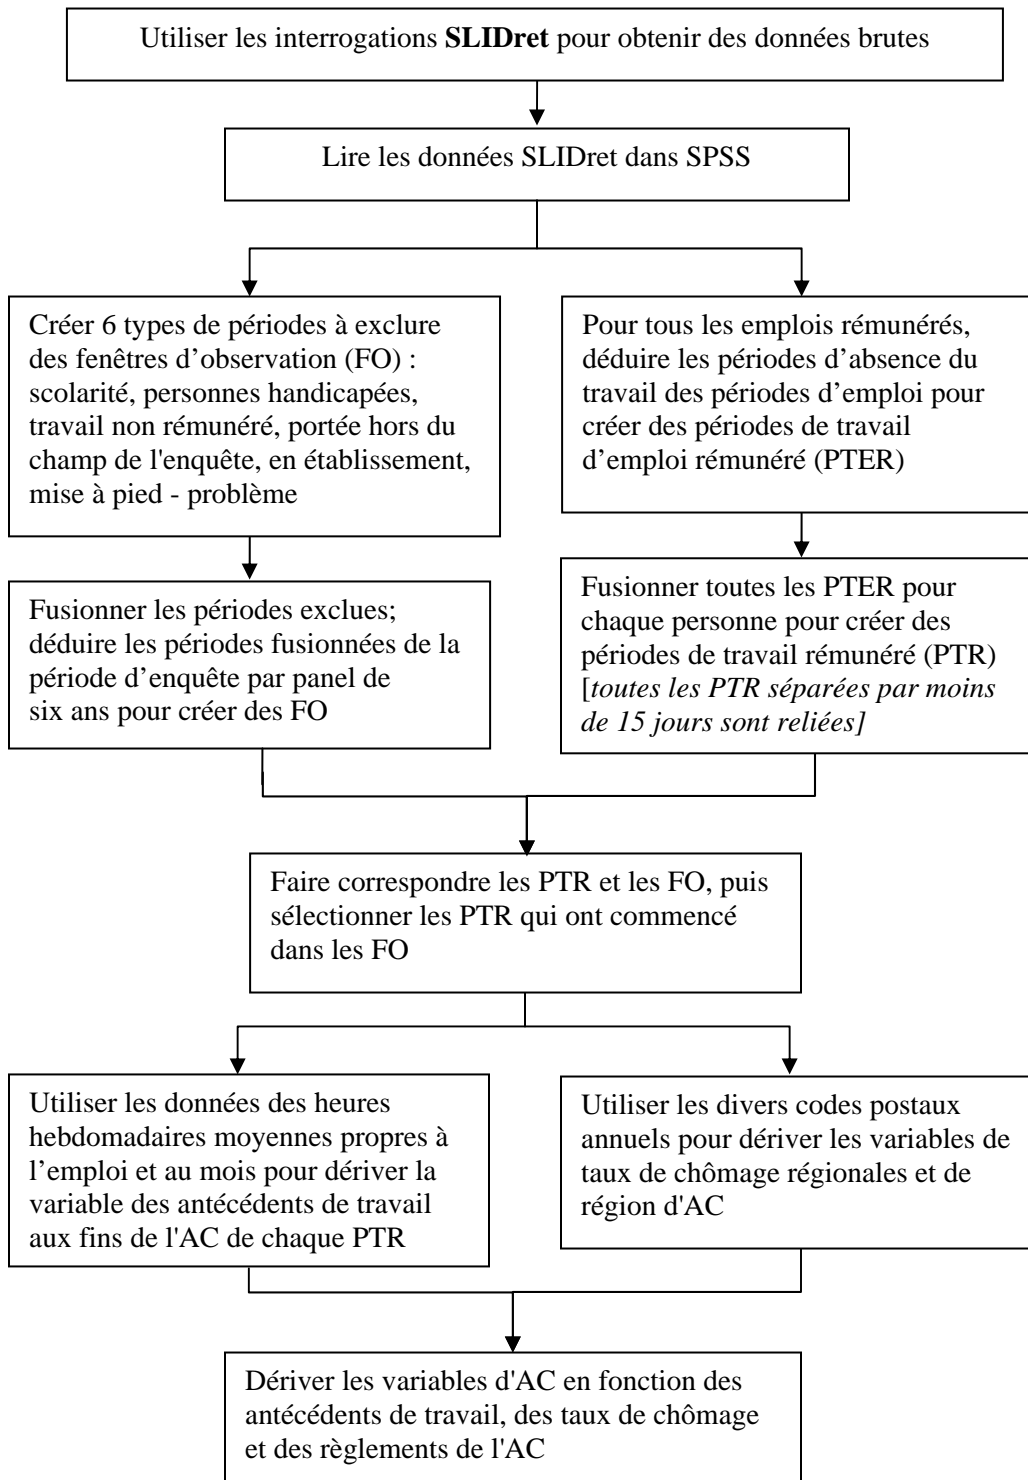 Utiliser les interrogations SLIDret pour obtenir des données brutes
Lire les données SLIDret dans SPSS
Créer 6 types de périodes à exclure
des fenêtres d’observation (FO) :
scolarité, personnes handicapées,
travail non rémunéré, portée hors du
champ de l'enquête, en établissement,
mise à pied - problème
Pour tous les emplois rémunérés,
déduire les périodes d’absence du
travail des périodes d’emploi pour
créer des périodes de travail
d’emploi rémunéré (PTER)
Fusionner les périodes exclues;
déduire les périodes fusionnées de la
période d’enquête par panel de
six ans pour créer des FO
Fusionner toutes les PTER pour
chaque personne pour créer des
périodes de travail rémunéré (PTR)
[toutes les PTR séparées par moins
de 15 jours sont reliées]
Faire correspondre les PTR et les FO, puis
sélectionner les PTR qui ont commencé
dans les FO
Utiliser les données des heures
hebdomadaires moyennes propres à
l’emploi et au mois pour dériver la
variable des antécédents de travail
aux fins de l'AC de chaque PTR
Utiliser les divers codes postaux
annuels pour dériver les variables de
taux de chômage régionales et de
région d'AC
Dériver les variables d'AC en fonction des
antécédents de travail, des taux de chômage
et des règlements de l'AC